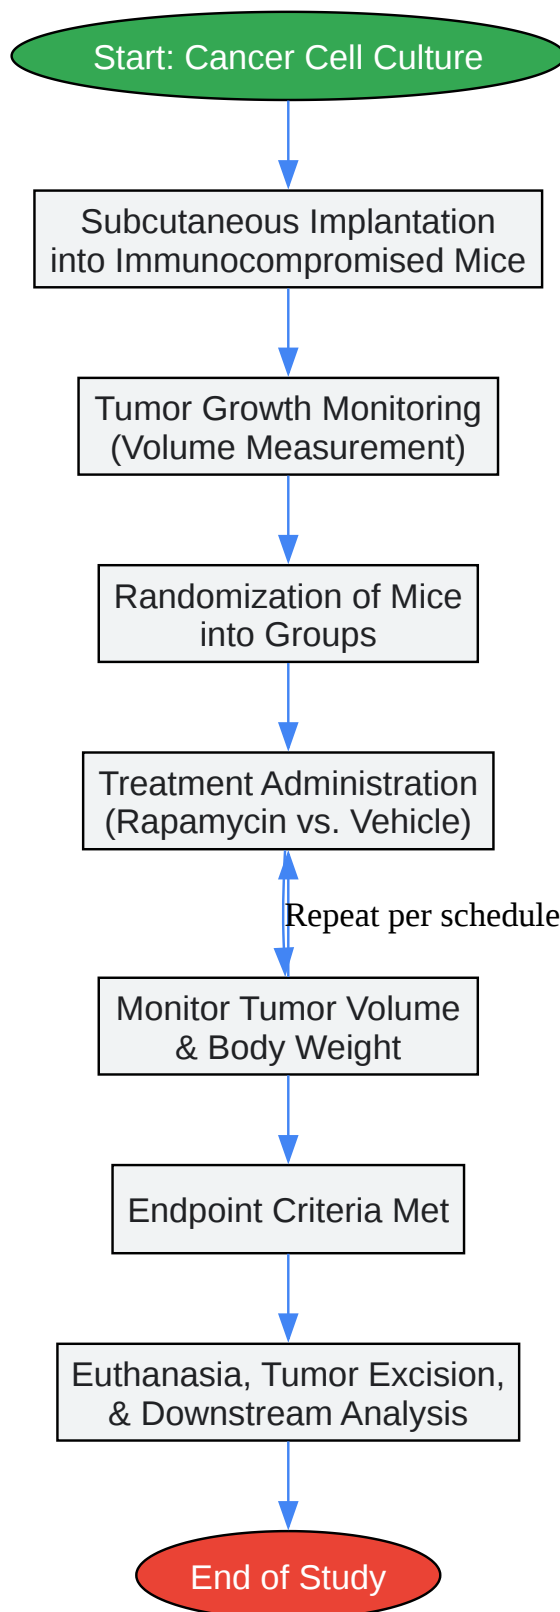 Start: Cancer Cell Culture
Subcutaneous Implantation
into Immunocompromised Mice
Tumor Growth Monitoring
(Volume Measurement)
Randomization of Mice
into Groups
Treatment Administration
(Rapamycin vs. Vehicle)
Repeat per schedule
Monitor Tumor Volume
& Body Weight
Endpoint Criteria Met
Euthanasia, Tumor Excision,
& Downstream Analysis
End of Study